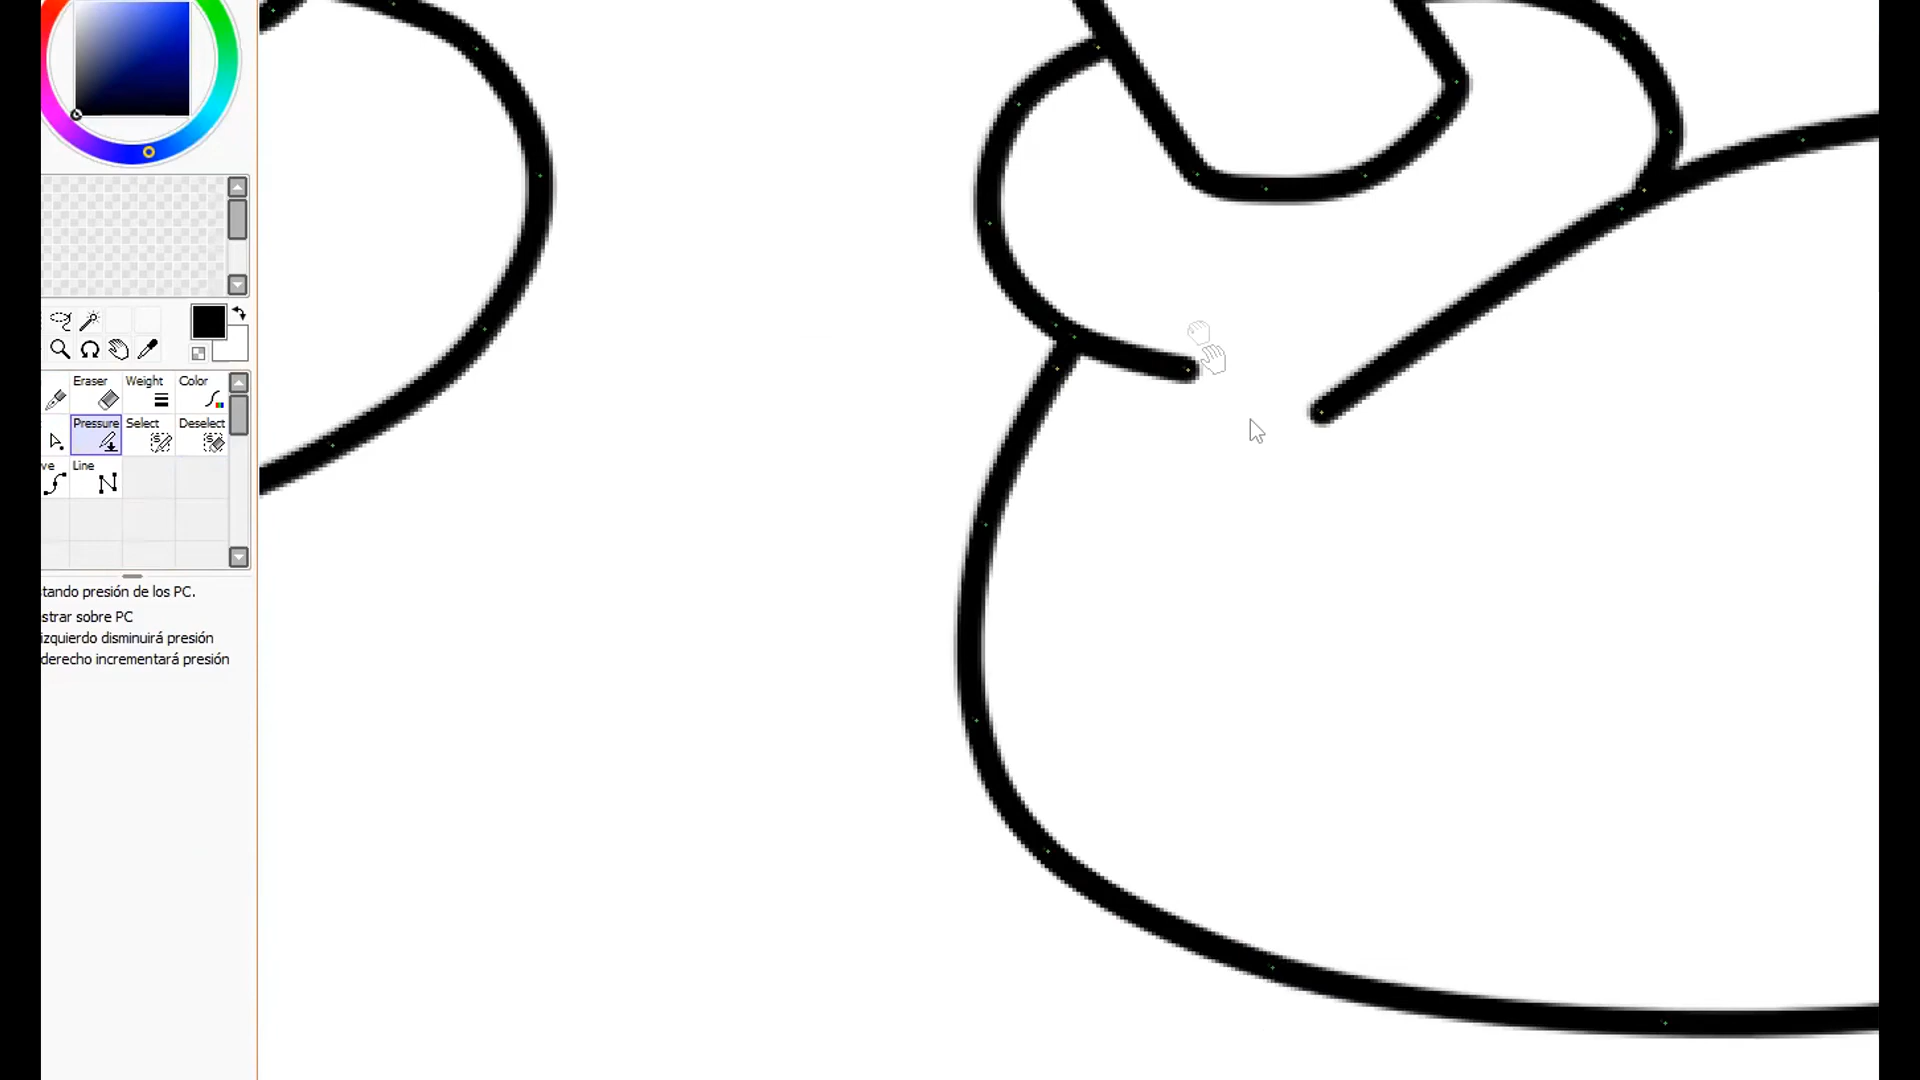 Eraser Weight Color
Pressure Select Deselect
ve Line
tando presión de los PC.
strar sobre PC
izquierdo disminuirá presión
derecho incrementará presión